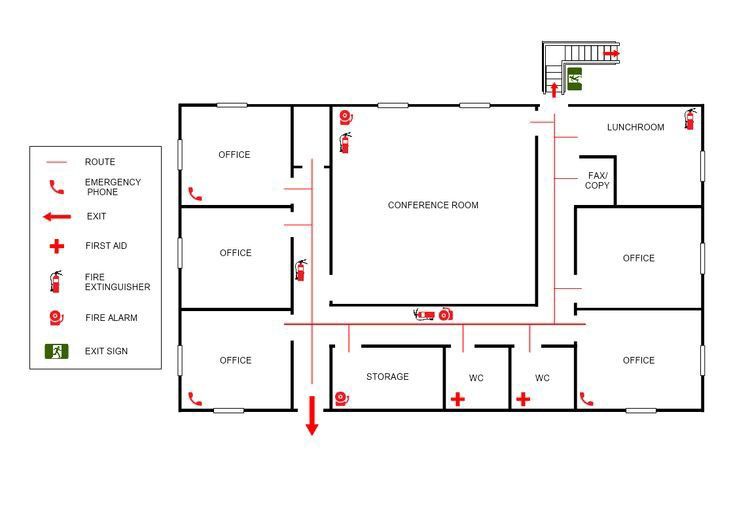 ROUTE
EMERGENCY
PHONE
EXIT
FIRST AID
FIRE
EXTINGUISHER
FIRE ALARM
EXIT SIGN
OFFICE
LUNCHROOM
FAX/
COPY
CONFERENCE ROOM
OFFICE
OFFICE
OFFICE
STORAGE
WC
WC
OFFICE